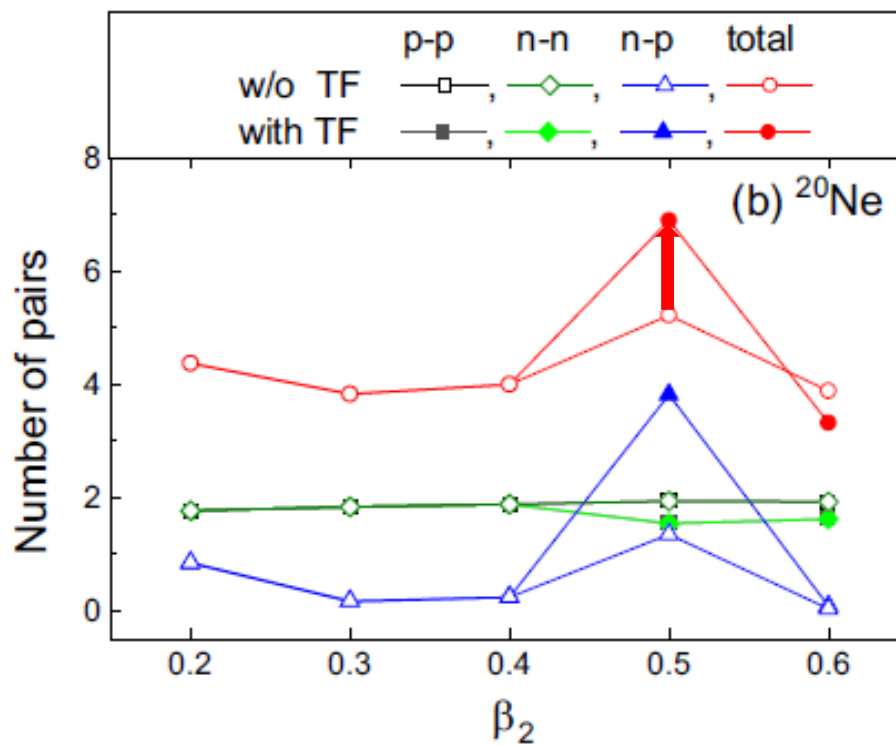 p-p n-n n-p total
w/o TF , , ,
with TF , , ,
(b) ²⁰Ne
Number of pairs
8
6
4
2
0
0.2 0.3 0.4 0.5 0.6
β₂